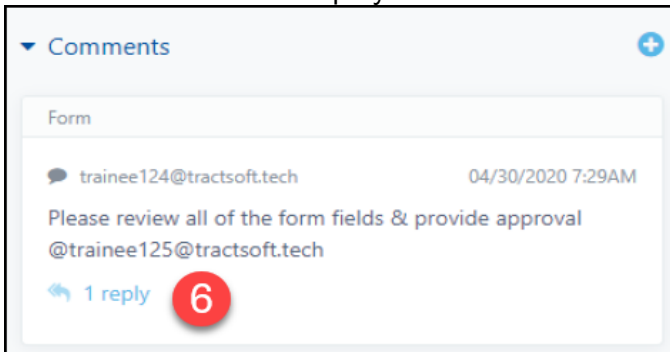 Comments
Form
trainee124@tractsoft.tech 04/30/2020 7:29AM
Please review all of the form fields & provide approval
@trainee125@tractsoft.tech
1 reply 6